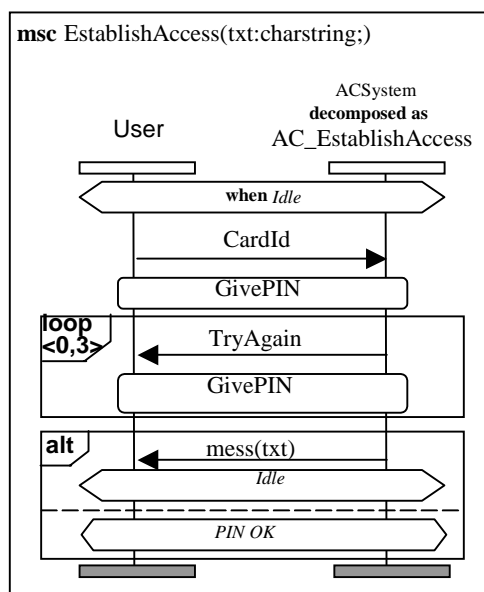 msc EstablishAccess(txt:charstring;)
ACSystem
decomposed as
User
AC_EstablishAccess
when Idle
CardId
GivePIN
loop
<0,3>
TryAgain
GivePIN
alt
mess(txt)
Idle
PIN OK